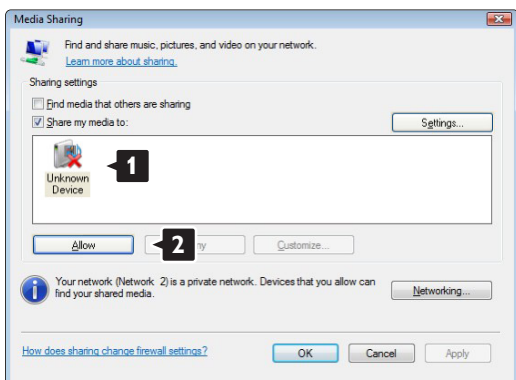 Media Sharing
Find and share music, pictures, and video on your network.
Learn more about sharing.
Sharing settings
Find media that others are sharing
Share my media to:
Settings...
Unknown
Device
1
Allow
2
Customize...
Your network (Network 2) is a private network. Devices that you allow can
find your shared media.
Networking...
How does sharing change firewall settings?
OK
Cancel
Apply